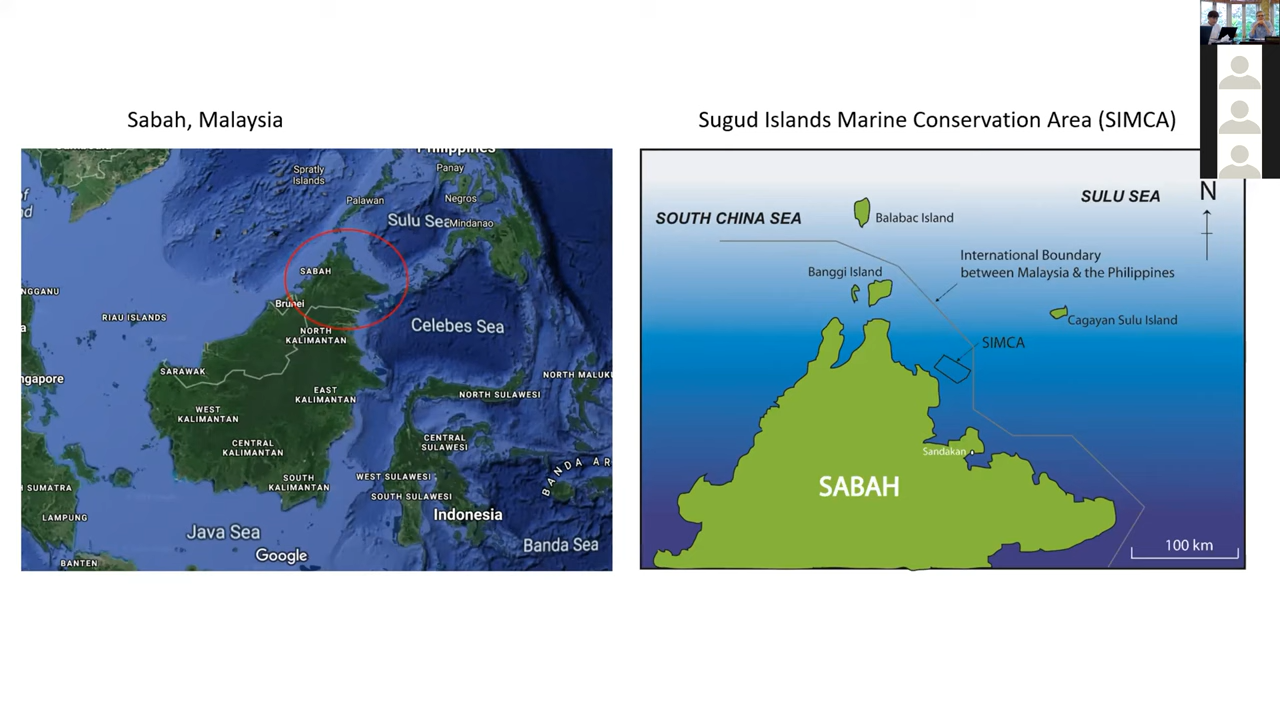 Sabah, Malaysia
Sugud Islands Marine Conservation Area (SIMCA)
Philippines
Spratly
Islands
Panay
Palawan
Negros
Sulu Sea
Mindanao
SABAH
NGGANU
Brunei
RIAU ISLANDS
Celebes Sea
NORTH
KALIMANTAN
SARAWAK
ngapore
NORTH MALUKU
EAST
KALIMANTAN
NORTH SULAWESI
WEST
KALIMANTAN
CENTRAL
KALIMANTAN
CENTRAL
SULAWESI
SOUTH
KALIMANTAN
WEST SULAWESI
BANDA AR
I SUMATRA
SOUTH SULAWESI
LAMPUNG
Indonesia
Java Sea
Banda Sea
Google
BANTEN
SOUTH CHINA SEA
SULU SEA
N
Balabac Island
International Boundary
between Malaysia & the Philippines
Banggi Island
Cagayan Sulu Island
SIMCA
Sandakan
SABAH
100 km